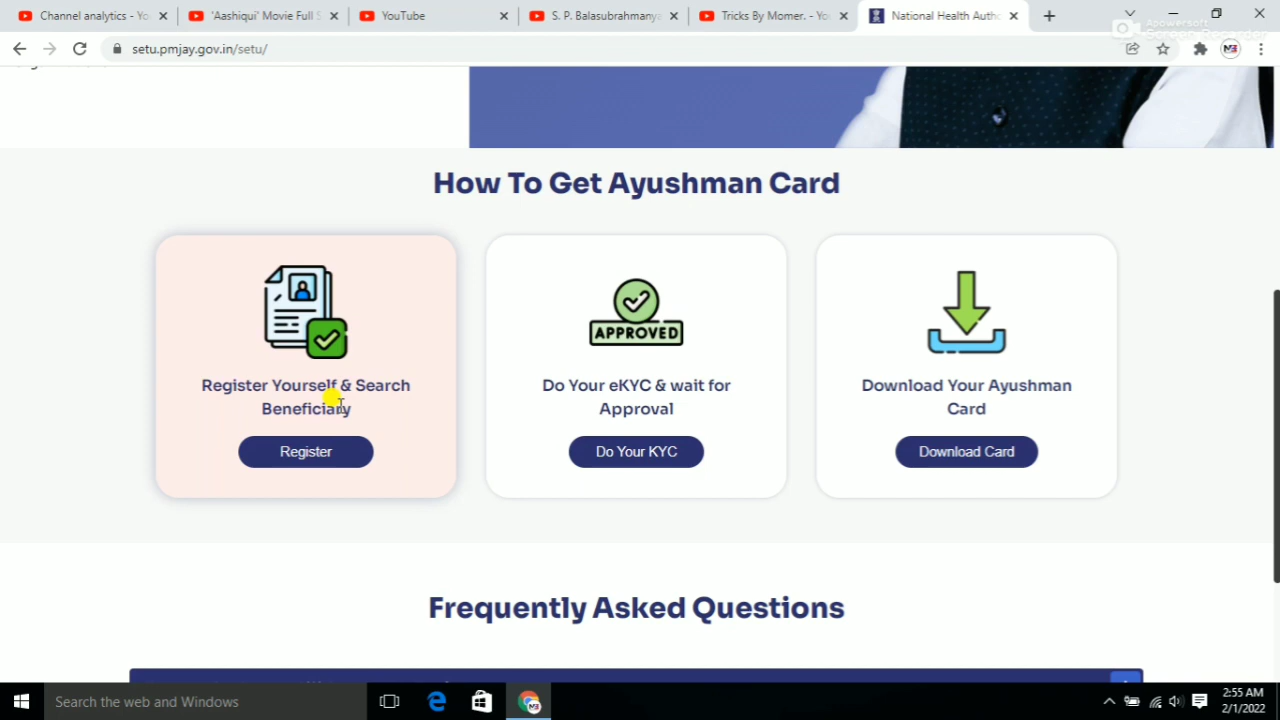 Channel analytics - Yo
'Aashiqui' Movie Full S
YouTube
S. P. Balasubrahmanya
Tricks By Momer. - Yo
National Health Autho
Apowersoft
Screen Recorder
setu.pmjay.gov.in/setu/
How To Get Ayushman Card
APPROVED
Register Yourself & Search
Beneficiary
Do Your eKYC & wait for
Approval
Download Your Ayushman
Card
Register
Do Your KYC
Download Card
Frequently Asked Questions
Search the web and Windows
2:55 AM
2/1/2022